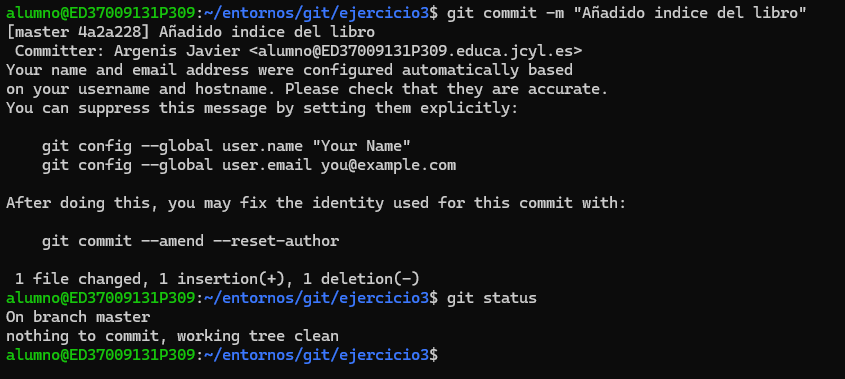 alumno@ED37009131P309:~/entornos/git/ejercicio3$ git commit -m "Añadido indice del libro"
[master 4a2a228] Añadido indice del libro
 Committer: Argenis Javier <alumno@ED37009131P309.educa.jcyl.es>
Your name and email address were configured automatically based
on your username and hostname. Please check that they are accurate.
You can suppress this message by setting them explicitly:

    git config --global user.name "Your Name"
    git config --global user.email you@example.com

After doing this, you may fix the identity used for this commit with:

    git commit --amend --reset-author

 1 file changed, 1 insertion(+), 1 deletion(-)
alumno@ED37009131P309:~/entornos/git/ejercicio3$ git status
On branch master
nothing to commit, working tree clean
alumno@ED37009131P309:~/entornos/git/ejercicio3$